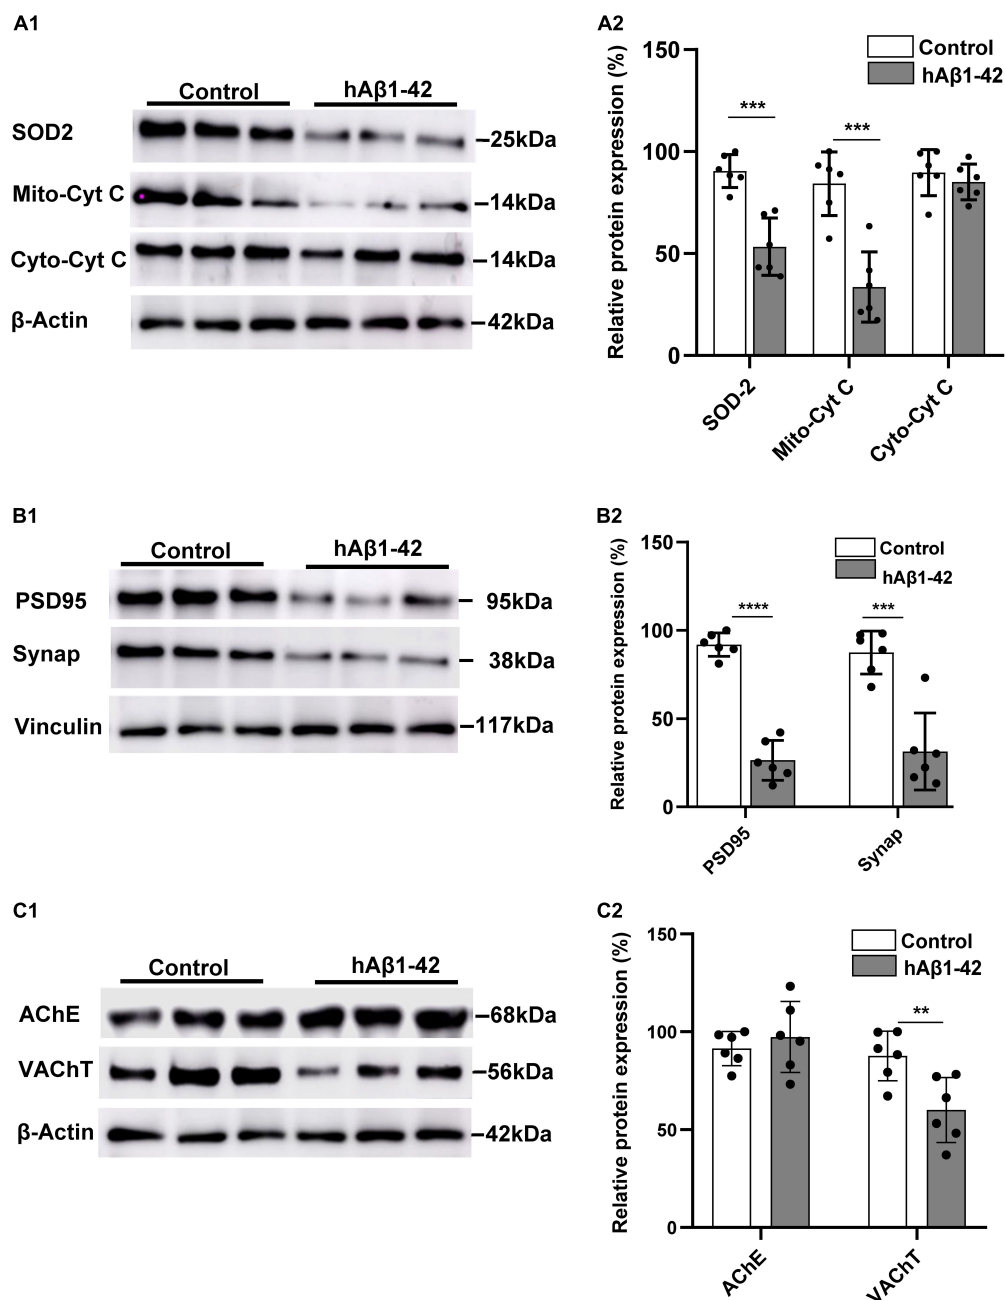 A1
Control hAβ1-42
SOD2 –25kDa
Mito-Cyt C –14kDa
Cyto-Cyt C –14kDa
β-Actin –42kDa
A2
Relative protein expression (%)
150
100
50
0
Control
hAβ1-42
***
***
SOD-2
Mito-Cyt C
Cyto-Cyt C
B1
Control hAβ1-42
PSD95 – 95kDa
Synap – 38kDa
Vinculin –117kDa
B2
Relative protein expression (%)
150
100
50
0
Control
hAβ1-42
****
***
PSD95
Synap
C1
Control hAβ1-42
AChE –68kDa
VAChT –56kDa
β-Actin –42kDa
C2
Relative protein expression (%)
150
100
50
0
Control
hAβ1-42
**
AChE
VAChT